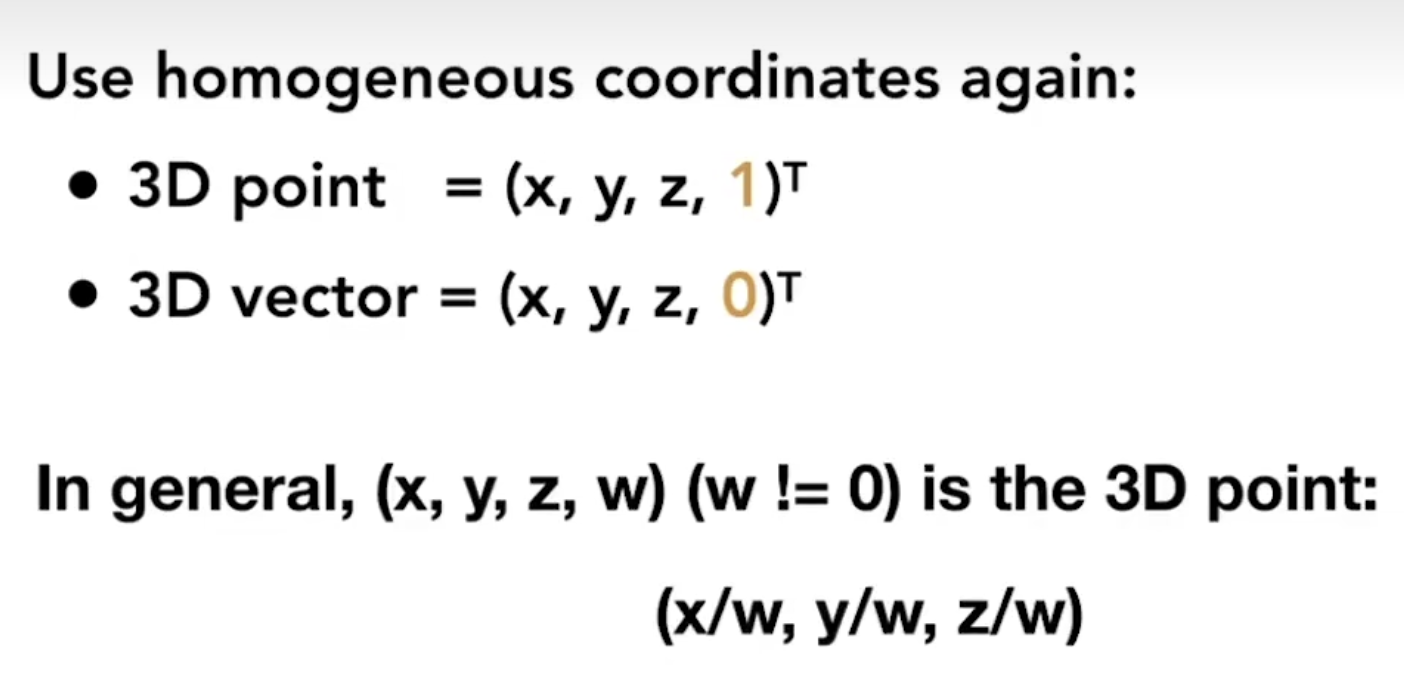 Use homogeneous coordinates again:
• 3D point = (x, y, z, 1)ᵀ
• 3D vector = (x, y, z, 0)ᵀ
In general, (x, y, z, w) (w != 0) is the 3D point:
(x/w, y/w, z/w)